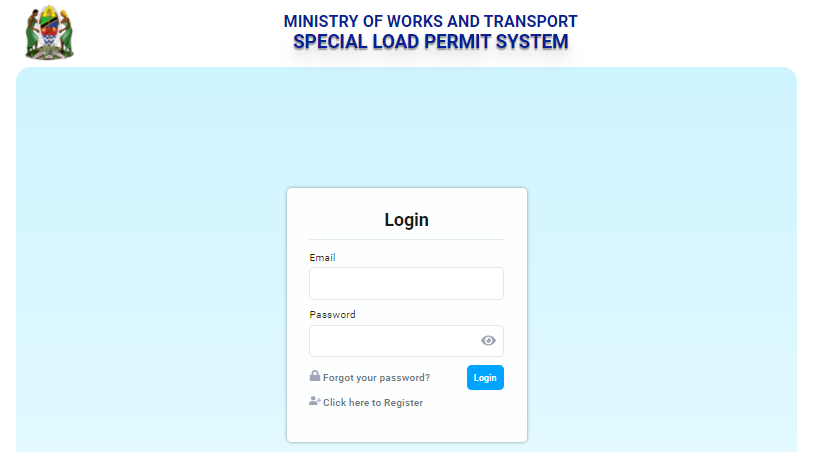 MINISTRY OF WORKS AND TRANSPORT
SPECIAL LOAD PERMIT SYSTEM
Login
Email
Password
Forgot your password?
Login
Click here to Register